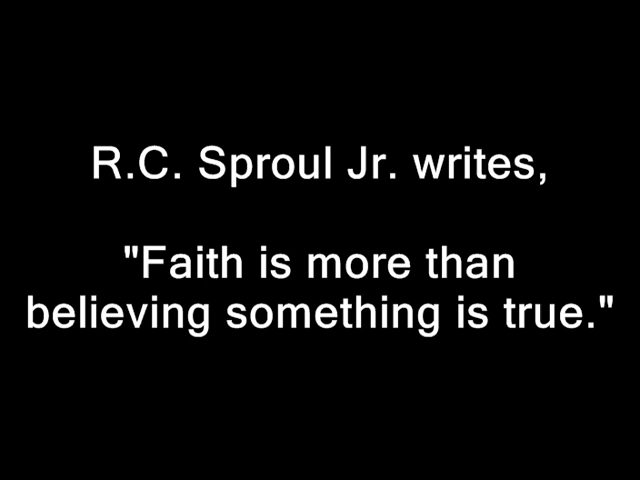 R.C. Sproul Jr. writes,
"Faith is more than
believing something is true."